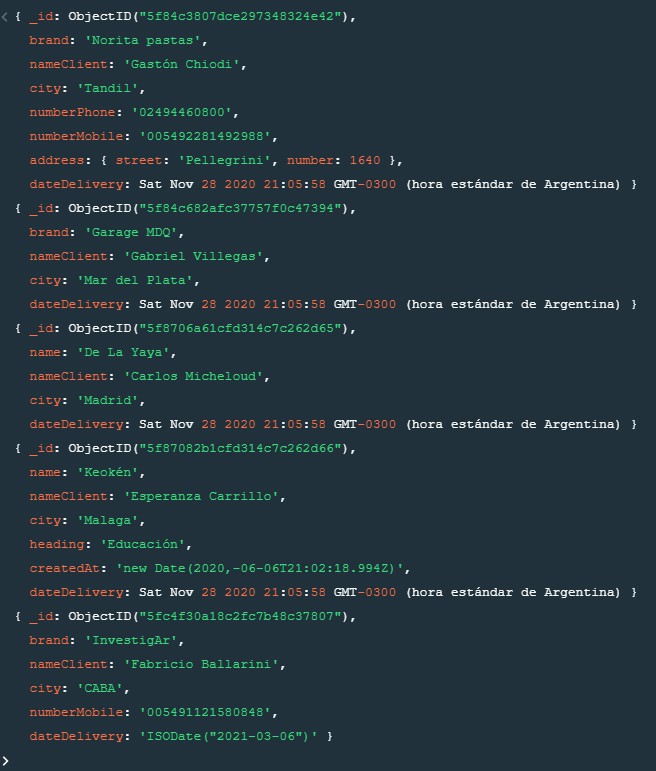 { _id: ObjectID("5f84c3807dce297348324e42"),
brand: 'Norita pastas',
nameClient: 'Gastón Chiodi',
city: 'Tandil',
numberPhone: '02494460800',
numberMobile: '005492281492988',
address: { street: 'Pellegrini', number: 1640 },
dateDelivery: Sat Nov 28 2020 21:05:58 GMT-0300 (hora estándar de Argentina) }
{ _id: ObjectID("5f84c682afc37757f0c47394"),
brand: 'Garage MDQ',
nameClient: 'Gabriel Villegas',
city: 'Mar del Plata',
dateDelivery: Sat Nov 28 2020 21:05:58 GMT-0300 (hora estándar de Argentina) }
{ _id: ObjectID("5f8706a61cfd314c7c262d65"),
name: 'De La Yaya',
nameClient: 'Carlos Micheloud',
city: 'Madrid',
dateDelivery: Sat Nov 28 2020 21:05:58 GMT-0300 (hora estándar de Argentina) }
{ _id: ObjectID("5f87082b1cfd314c7c262d66"),
name: 'Keokén',
nameClient: 'Esperanza Carrillo',
city: 'Malaga',
heading: 'Educación',
createdAt: 'new Date(2020,-06-06T21:02:18.994Z)',
dateDelivery: Sat Nov 28 2020 21:05:58 GMT-0300 (hora estándar de Argentina) }
{ _id: ObjectID("5fc4f30a18c2fc7b48c37807"),
brand: 'InvestigAr',
nameClient: 'Fabricio Ballarini',
city: 'CABA',
numberMobile: '005491121580848',
dateDelivery: 'ISODate("2021-03-06")' }
>